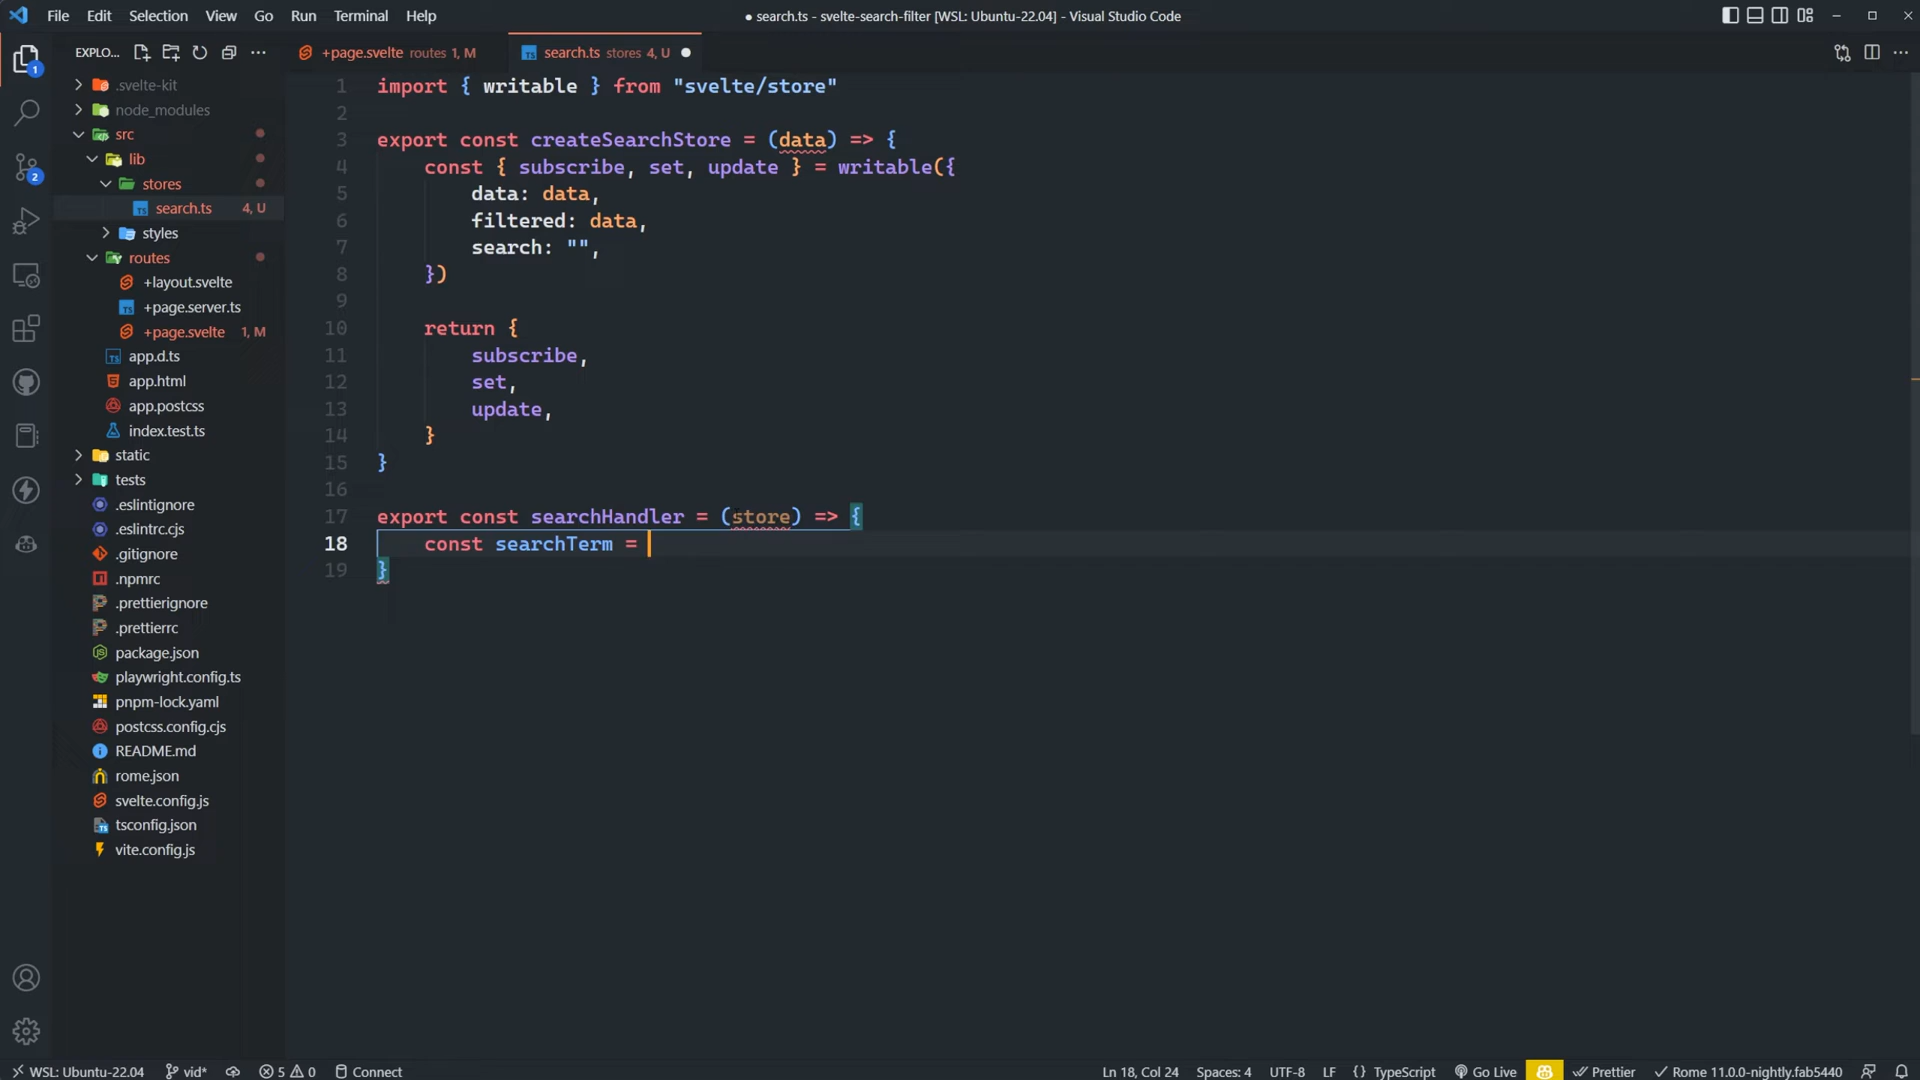 File Edit Selection View Go Run Terminal Help
● search.ts - svelte-search-filter [WSL: Ubuntu-22.04] - Visual Studio Code
EXPLO...
+page.svelte routes 1, M
search.ts stores 4, U
.svelte-kit
node_modules
src
lib
stores
search.ts 4, U
styles
routes
+layout.svelte
+page.server.ts
+page.svelte 1, M
app.d.ts
app.html
app.postcss
index.test.ts
static
tests
.eslintignore
.eslintrc.cjs
.gitignore
.npmrc
.prettierignore
.prettierrc
package.json
playwright.config.ts
pnpm-lock.yaml
postcss.config.cjs
README.md
rome.json
svelte.config.js
tsconfig.json
vite.config.js
1
2
1 import { writable } from "svelte/store"
2
3 export const createSearchStore = (data) => {
4 const { subscribe, set, update } = writable({
5 data: data,
6 filtered: data,
7 search: "",
8 })
9
10 return {
11 subscribe,
12 set,
13 update,
14 }
15 }
16
17 export const searchHandler = (store) => {
18 const searchTerm =
19 }
WSL: Ubuntu-22.04 vid* 5 0 Connect
Ln 18, Col 24 Spaces: 4 UTF-8 LF {} TypeScript Go Live Prettier Rome 11.0.0-nightly.fab5440